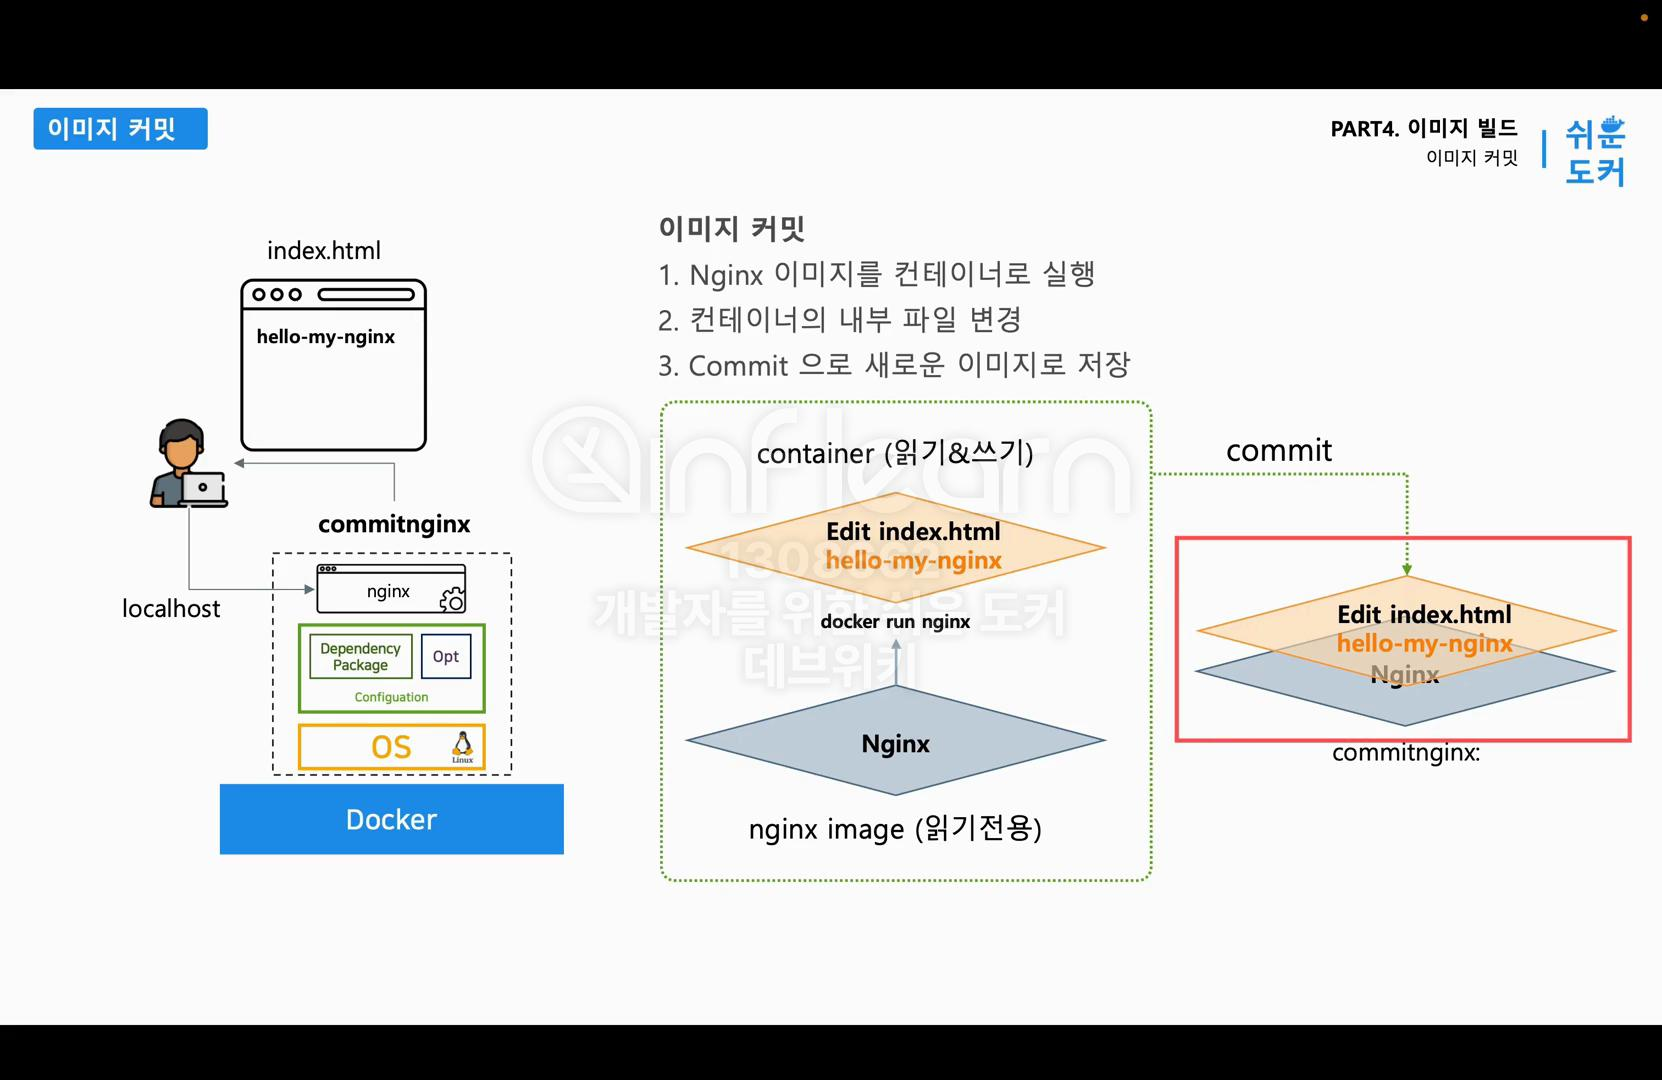 이미지 커밋
PART4. 이미지 빌드
이미지 커밋
쉬운
도커
index.html
hello-my-nginx
commitnginx
localhost
nginx
Dependency
Package
Opt
Configuation
OS
Linux
Docker
이미지 커밋
1. Nginx 이미지를 컨테이너로 실행
2. 컨테이너의 내부 파일 변경
3. Commit 으로 새로운 이미지로 저장
container (읽기&쓰기)
Edit index.html
hello-my-nginx
docker run nginx
Nginx
nginx image (읽기전용)
commit
Edit index.html
hello-my-nginx
Nginx
commitnginx:
inflearn
개발자를 위한 쉬운 도커
데브위키